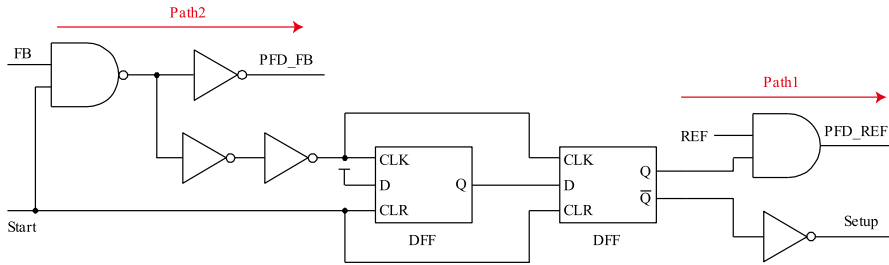 Path2
FB
PFD_FB
Path1
REF
PFD_REF
CLK
D
Q
CLR
DFF
CLK
D
CLR
Q
Q̅
DFF
Start
Setup